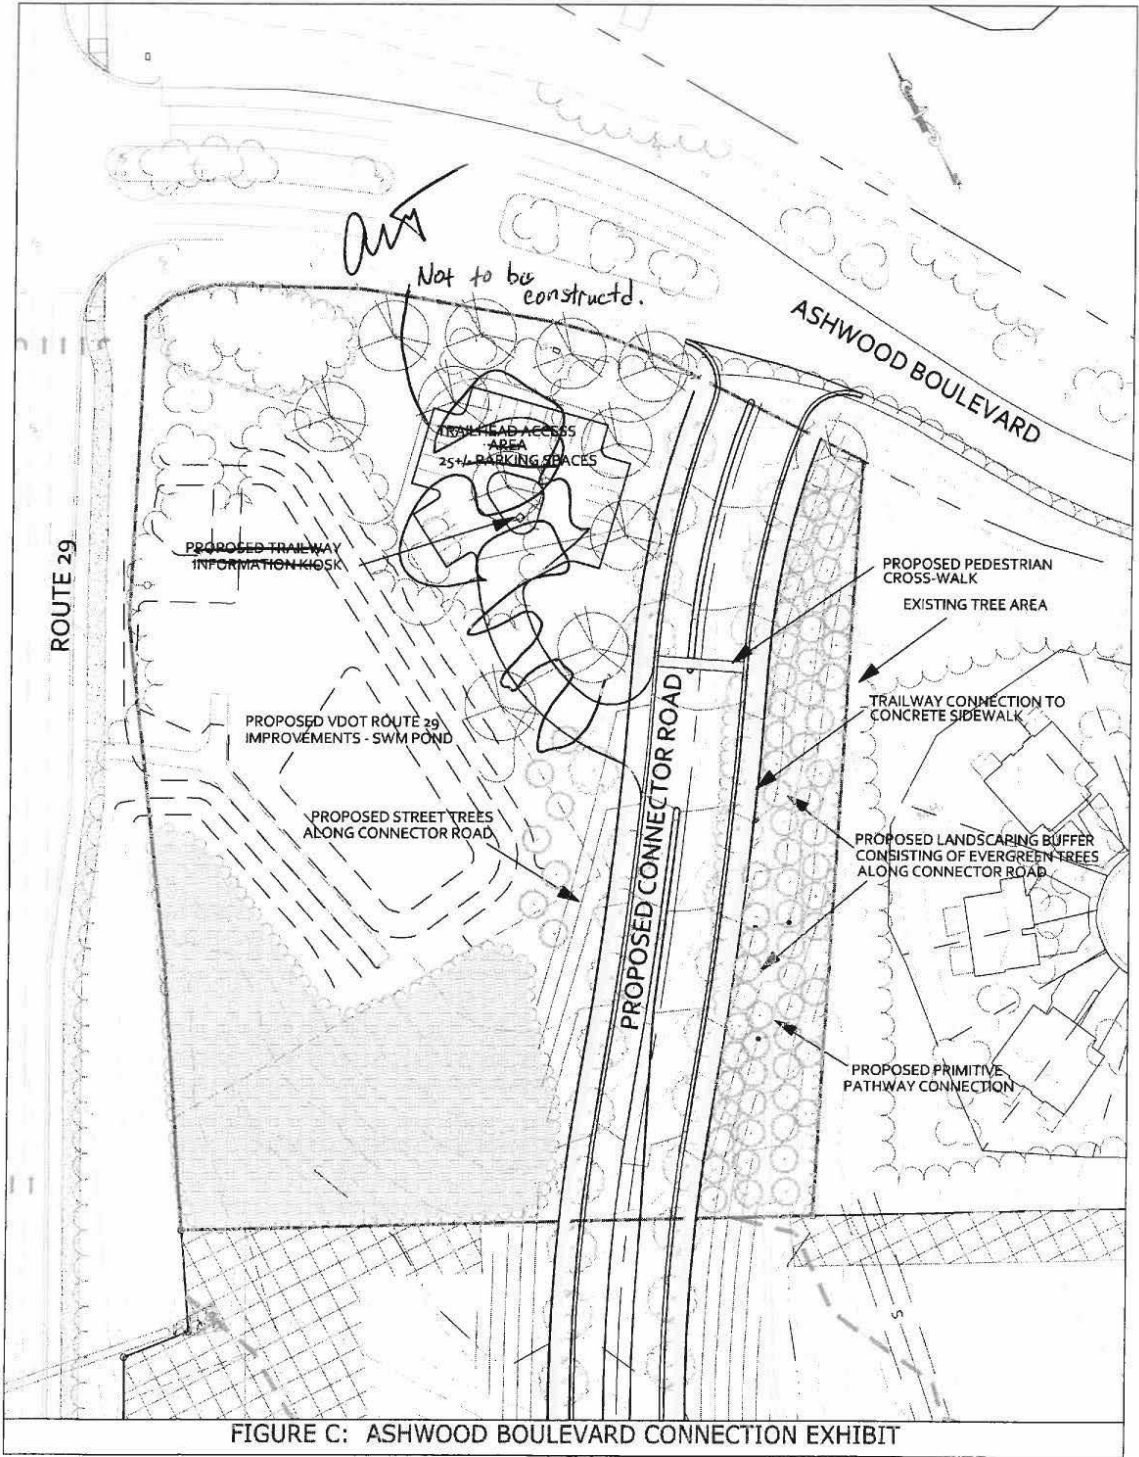 Not to be
constructd.
ASHWOOD BOULEVARD
TRAILHEAD ACCESS
AREA
25+/- PARKING SPACES
PROPOSED TRAILWAY
INFORMATION KIOSK
ROUTE 29
PROPOSED PEDESTRIAN
CROSS-WALK
EXISTING TREE AREA
TRAILWAY CONNECTION TO
CONCRETE SIDEWALK
PROPOSED VDOT ROUTE 29
IMPROVEMENTS - SWM POND
PROPOSED CONNECTOR ROAD
PROPOSED STREET TREES
ALONG CONNECTOR ROAD
PROPOSED LANDSCAPING BUFFER
CONSISTING OF EVERGREEN TREES
ALONG CONNECTOR ROAD
PROPOSED PRIMITIVE
PATHWAY CONNECTION
FIGURE C: ASHWOOD BOULEVARD CONNECTION EXHIBIT